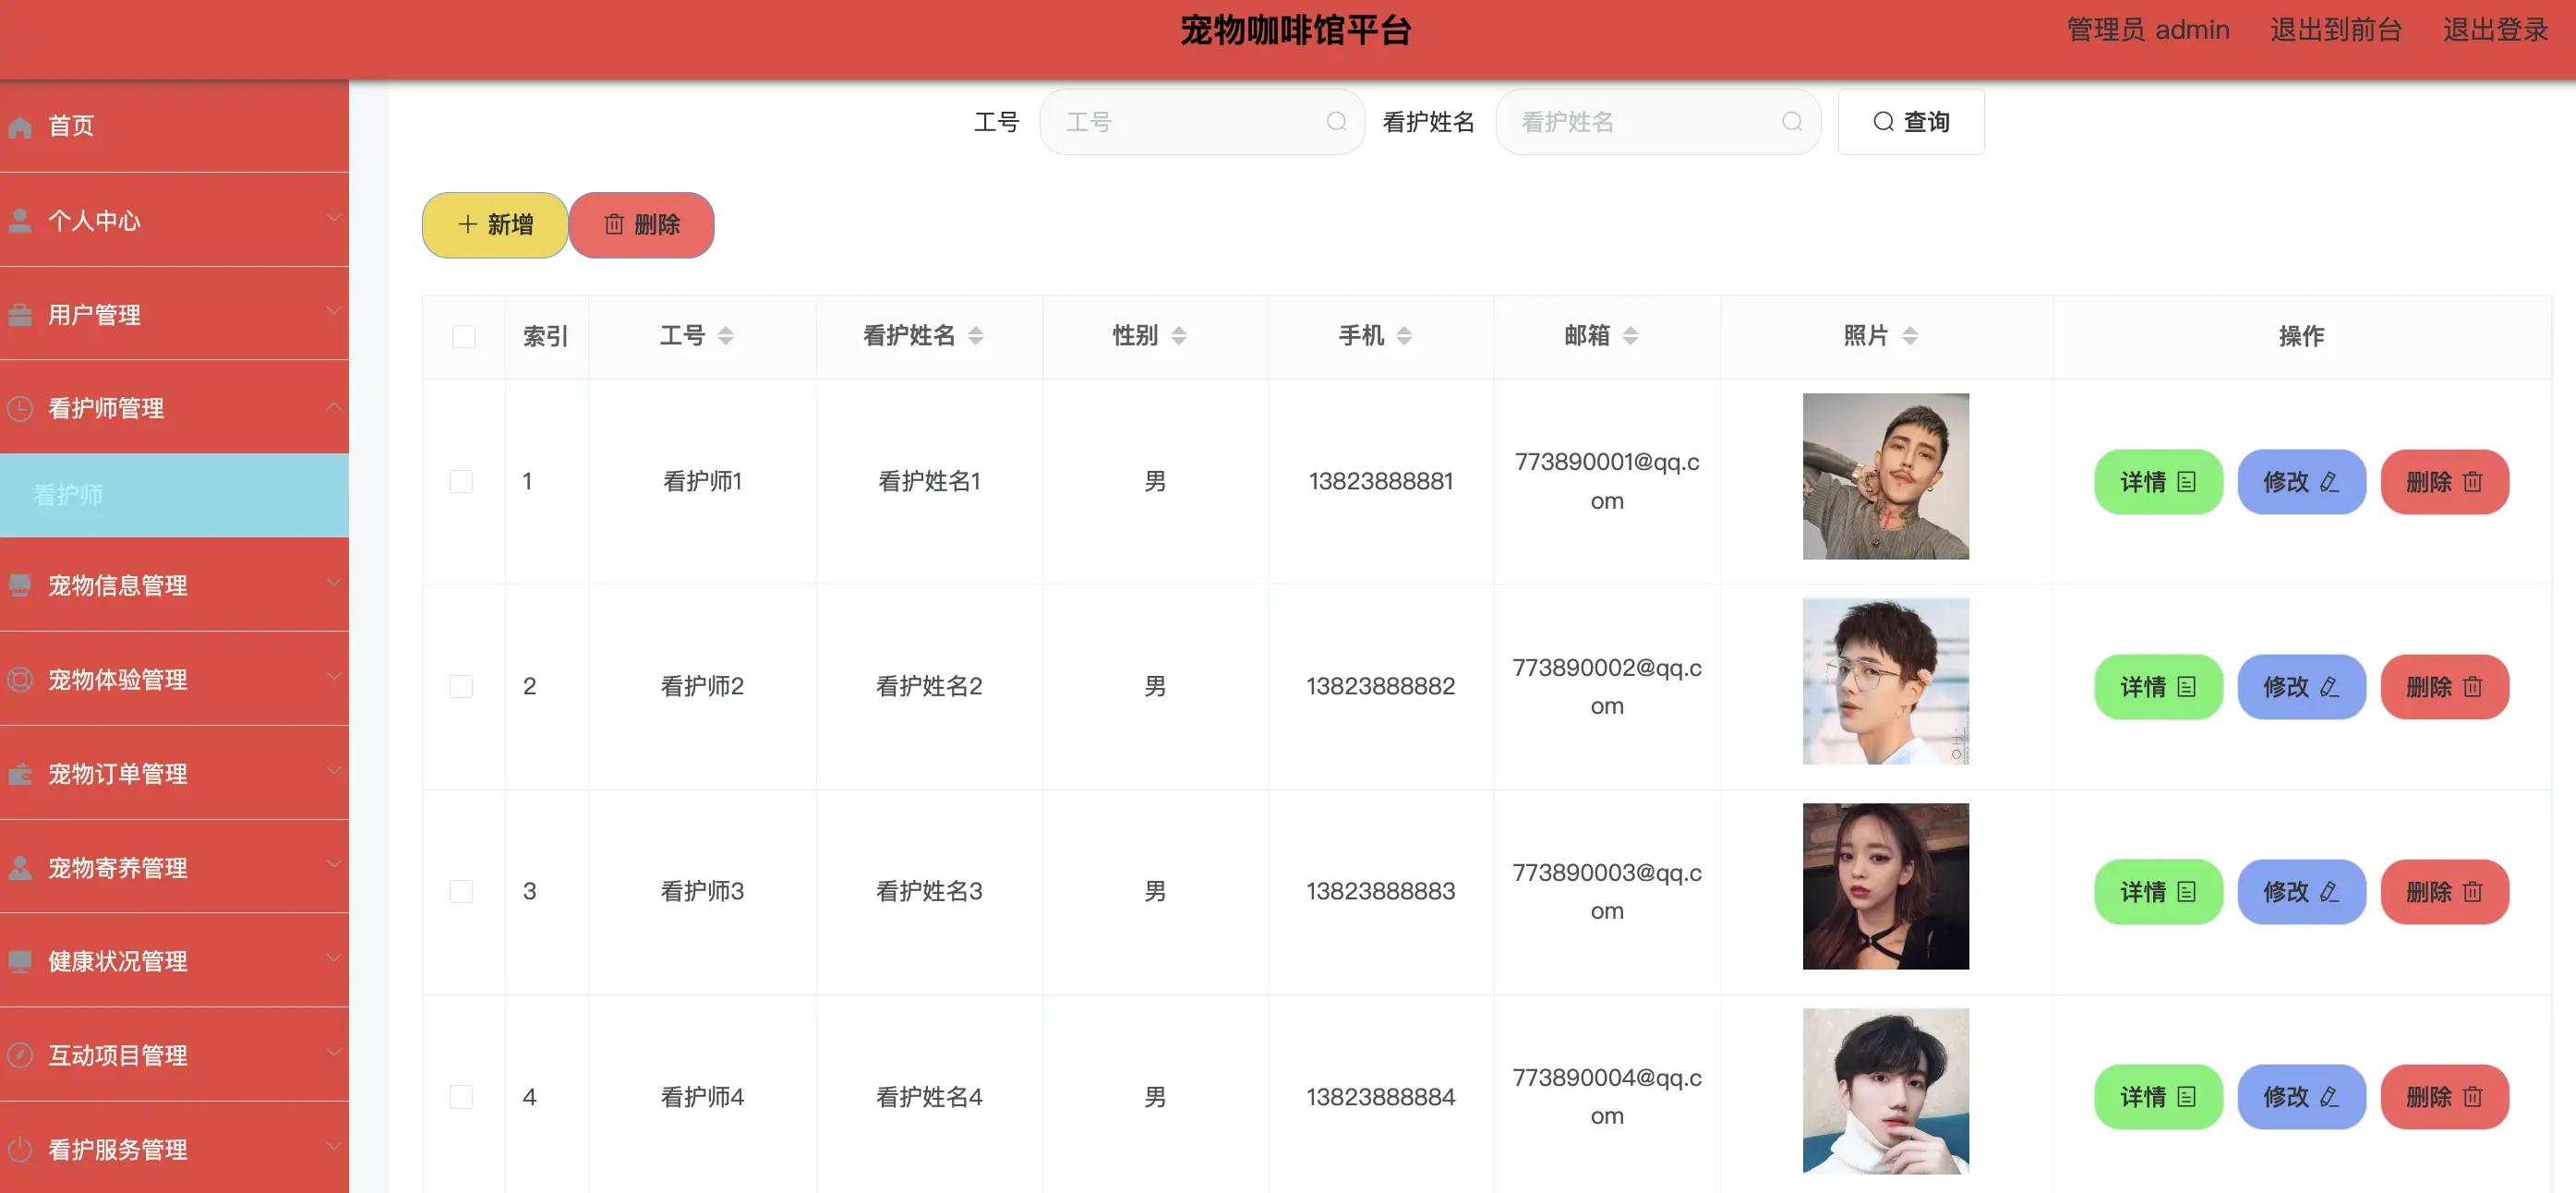 宠物咖啡馆平台
管理员 admin 退出到前台 退出登录
首页
个人中心
用户管理
看护师管理
看护师
宠物信息管理
宠物体验管理
宠物订单管理
宠物寄养管理
健康状况管理
互动项目管理
看护服务管理
工号 工号 看护姓名 看护姓名 查询
新增 删除
索引 工号 看护姓名 性别 手机 邮箱 照片 操作
1 看护师1 看护姓名1 男 13823888881 773890001@qq.c
om
详情 修改 删除
2 看护师2 看护姓名2 男 13823888882 773890002@qq.c
om
详情 修改 删除
3 看护师3 看护姓名3 男 13823888883 773890003@qq.c
om
详情 修改 删除
4 看护师4 看护姓名4 男 13823888884 773890004@qq.c
om
详情 修改 删除